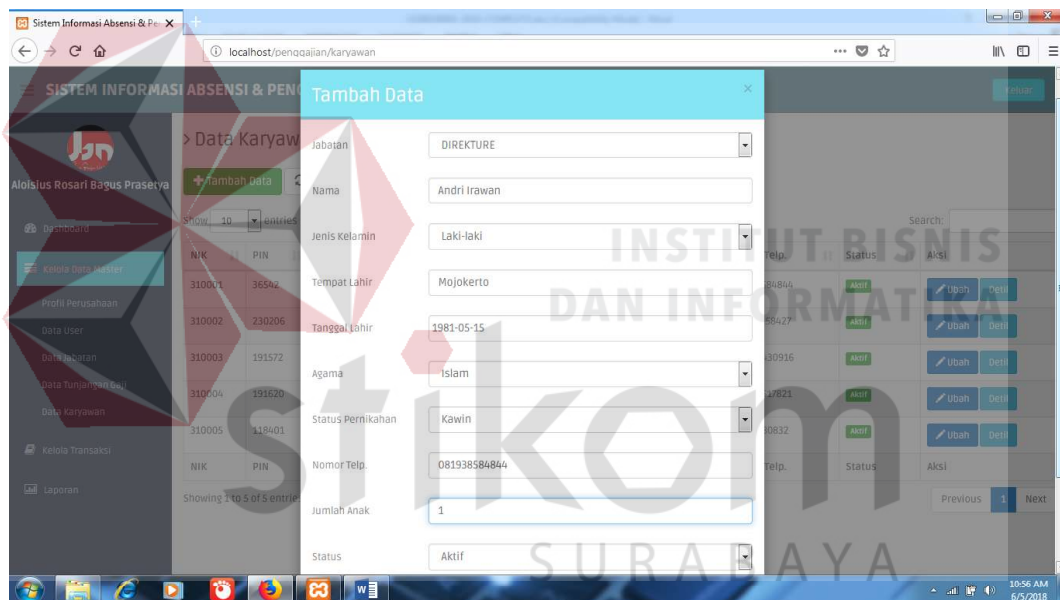 Sistem Informasi Absensi & Pe
localhost/penggajian/karyawan
SISTEM INFORMASI ABSENSI & PENG
Keluar
Jan
Aloisius Rosari Bagus Prasetya
Dashboard
Kelola Data Master
Profil Perusahaan
Data User
Data Jabatan
Data Tunjangan Gaji
Data Karyawan
Kelola Transaksi
Laporan
> Data Karyaw
+ Tambah Data
Show 10 entries
Search:
NIK PIN Telp. Status Aksi
310001 36542 84844 Aktif Ubah Detil
310002 230206 58427 Aktif Ubah Detil
310003 191572 30916 Aktif Ubah Detil
310004 191620 17821 Aktif Ubah Detil
310005 118401 0832 Aktif Ubah Detil
NIK PIN Telp. Status Aksi
Showing 1 to 5 of 5 entrie
Previous 1 Next
Tambah Data ×
Jabatan DIREKTURE
Nama Andri Irawan
Jenis Kelamin Laki-laki
Tempat Lahir Mojokerto
Tanggal Lahir 1981-05-15
Agama Islam
Status Pernikahan Kawin
Nomor Telp. 081938584844
Jumlah Anak 1
Status Aktif
INSTITUT BISNIS
DAN INFORMATIKA
stikom
SURABAYA
10:56 AM
6/5/2018